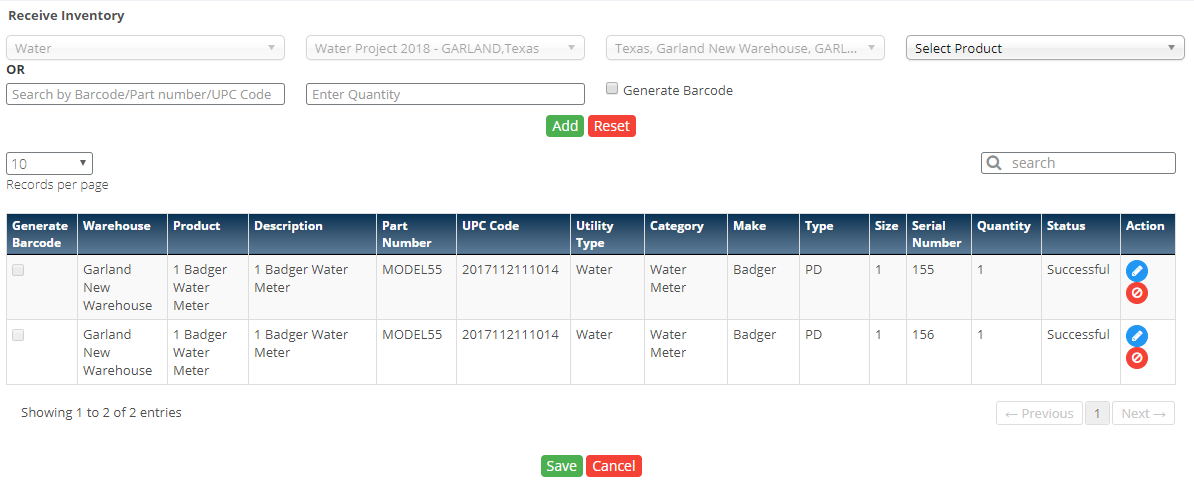 Receive Inventory
Water Water Project 2018 - GARLAND,Texas Texas, Garland New Warehouse, GARL... Select Product
OR
Search by Barcode/Part number/UPC Code Enter Quantity Generate Barcode
Add Reset
10 search
Records per page
Generate Barcode Warehouse Product Description Part Number UPC Code Utility Type Category Make Type Size Serial Number Quantity Status Action
Garland New Warehouse 1 Badger Water Meter 1 Badger Water Meter MODEL55 2017112111014 Water Water Meter Badger PD 1 155 1 Successful
Garland New Warehouse 1 Badger Water Meter 1 Badger Water Meter MODEL55 2017112111014 Water Water Meter Badger PD 1 156 1 Successful
Showing 1 to 2 of 2 entries ← Previous 1 Next →
Save Cancel